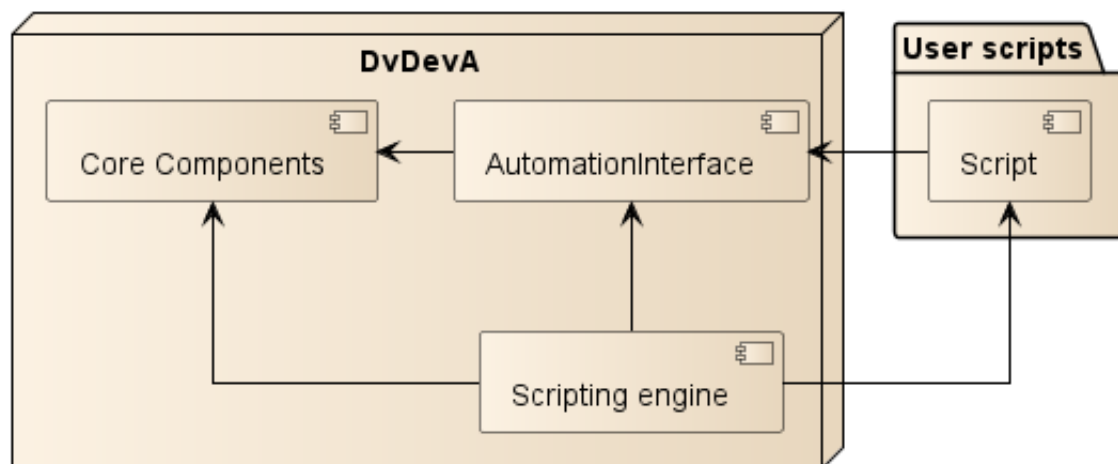 DvDevA
User scripts
Core Components
AutomationInterface
Script
Scripting engine